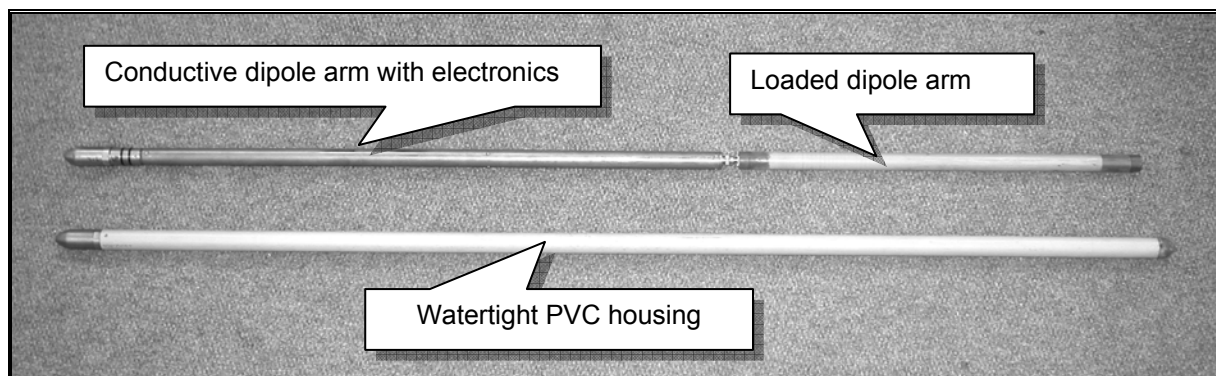 Conductive dipole arm with electronics
Loaded dipole arm
Watertight PVC housing